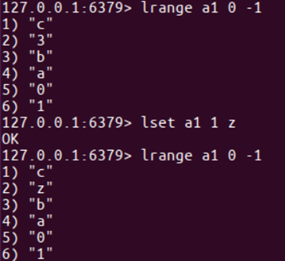 127.0.0.1:6379> lrange a1 0 -1
1) "c"
2) "3"
3) "b"
4) "a"
5) "0"
6) "1"
127.0.0.1:6379> lset a1 1 z
OK
127.0.0.1:6379> lrange a1 0 -1
1) "c"
2) "z"
3) "b"
4) "a"
5) "0"
6) "1"